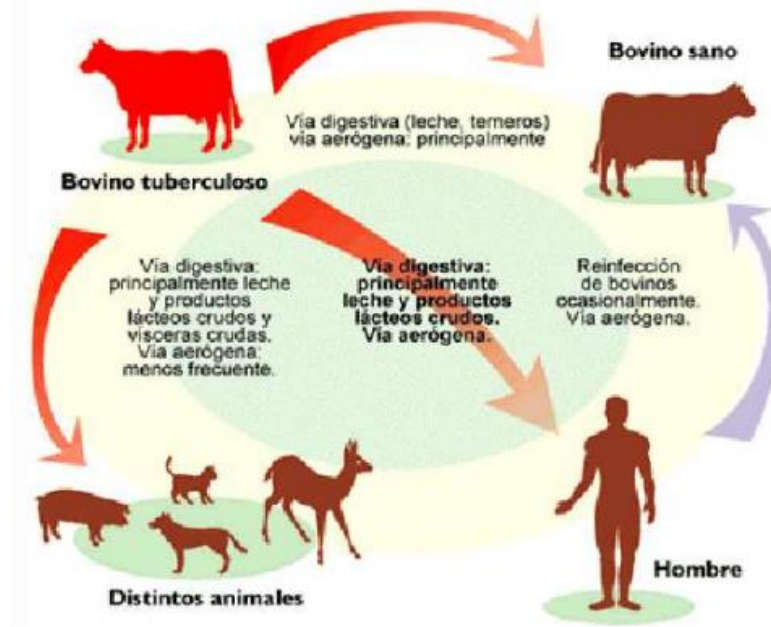 Bovino sano
Vía digestiva (leche, terneros)
vía aerógena: principalmente
Bovino tuberculoso
Vía digestiva:
principalmente leche
y productos
lácteos crudos y
vísceras crudas.
Vía aerógena:
menos frecuente.
Vía digestiva:
principalmente
leche y productos
lácteos crudos.
Vía aerógena.
Reinfección
de bovinos
ocasionalmente.
Vía aerógena.
Distintos animales
Hombre